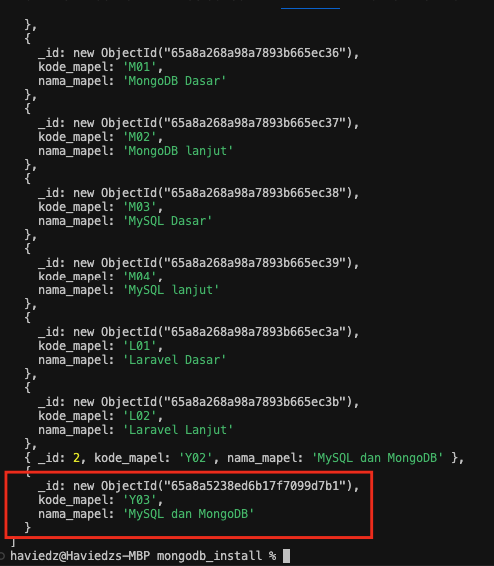 },
{
_id: new ObjectId("65a8a268a98a7893b665ec36"),
kode_mapel: 'M01',
nama_mapel: 'MongoDB Dasar'
},
{
_id: new ObjectId("65a8a268a98a7893b665ec37"),
kode_mapel: 'M02',
nama_mapel: 'MongoDB lanjut'
},
{
_id: new ObjectId("65a8a268a98a7893b665ec38"),
kode_mapel: 'M03',
nama_mapel: 'MySQL Dasar'
},
{
_id: new ObjectId("65a8a268a98a7893b665ec39"),
kode_mapel: 'M04',
nama_mapel: 'MySQL lanjut'
},
{
_id: new ObjectId("65a8a268a98a7893b665ec3a"),
kode_mapel: 'L01',
nama_mapel: 'Laravel Dasar'
},
{
_id: new ObjectId("65a8a268a98a7893b665ec3b"),
kode_mapel: 'L02',
nama_mapel: 'Laravel Lanjut'
},
{ _id: 2, kode_mapel: 'Y02', nama_mapel: 'MySQL dan MongoDB' },
{
_id: new ObjectId("65a8a5238ed6b17f7099d7b1"),
kode_mapel: 'Y03',
nama_mapel: 'MySQL dan MongoDB'
}
]
haviedz@Haviedzs-MBP mongodb_install %